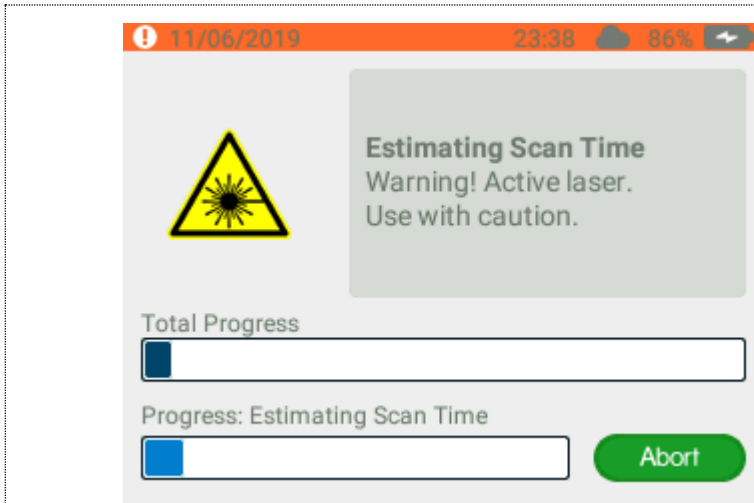 11/06/2019 23:38 86%
Estimating Scan Time
Warning! Active laser.
Use with caution.
Total Progress
Progress: Estimating Scan Time
Abort